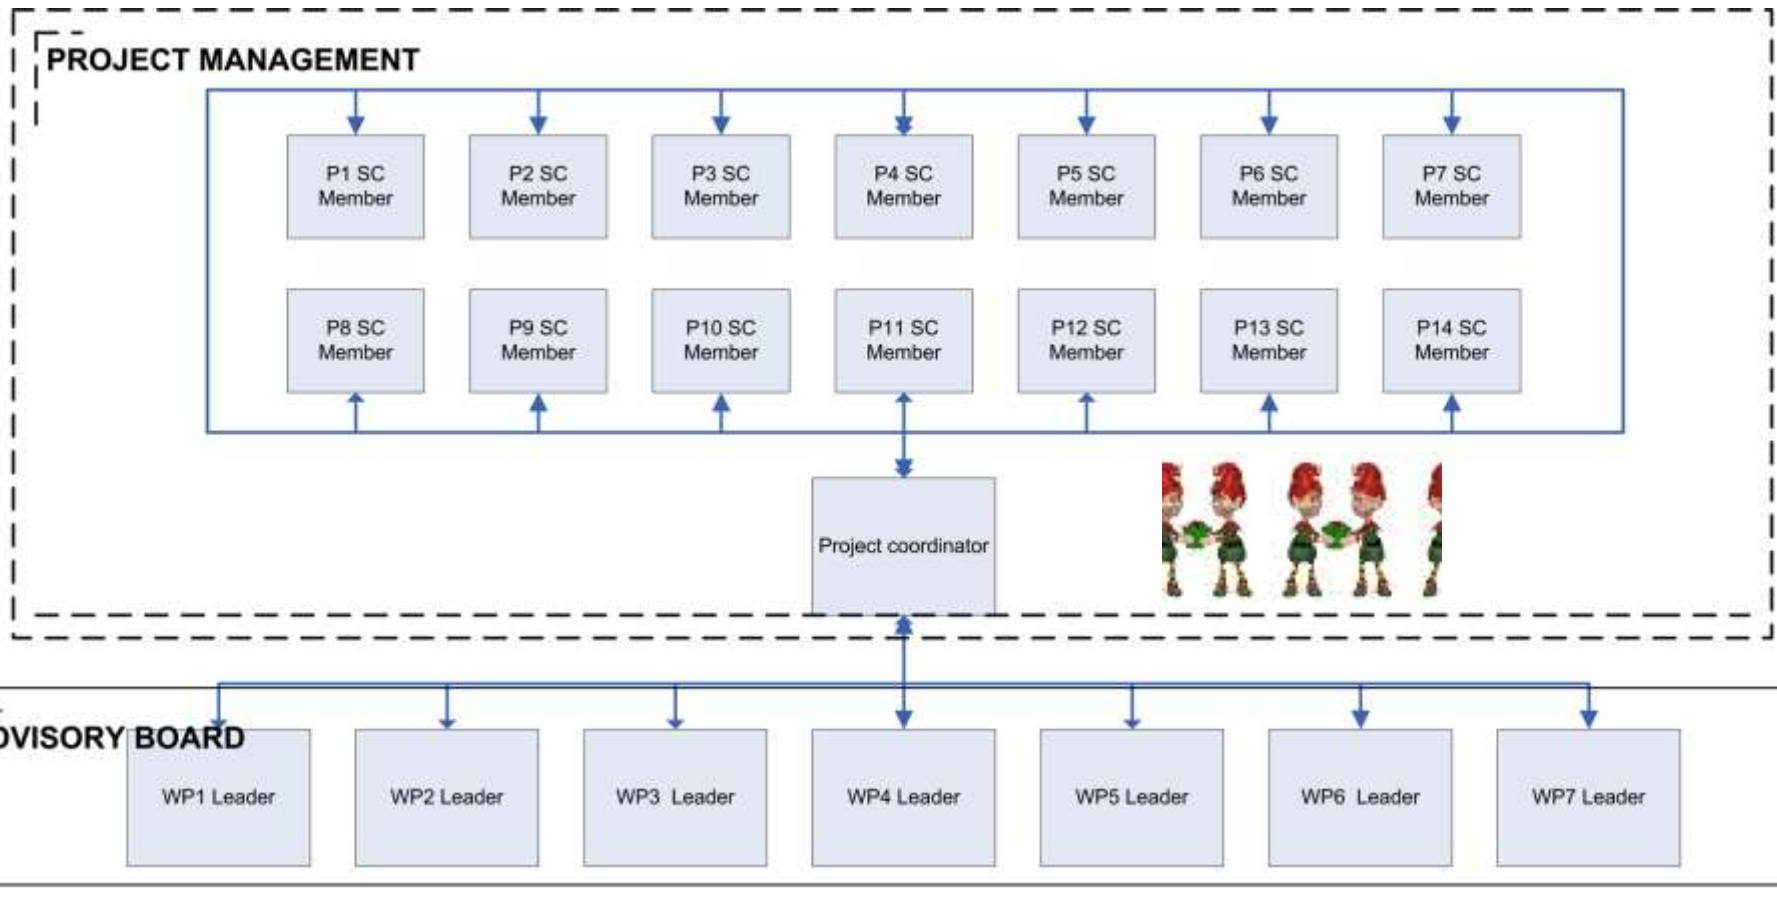 PROJECT MANAGEMENT
P1 SC
Member
P2 SC
Member
P3 SC
Member
P4 SC
Member
P5 SC
Member
P6 SC
Member
P7 SC
Member
P8 SC
Member
P9 SC
Member
P10 SC
Member
P11 SC
Member
P12 SC
Member
P13 SC
Member
P14 SC
Member
Project coordinator
DVISORY BOARD
WP1 Leader
WP2 Leader
WP3 Leader
WP4 Leader
WP5 Leader
WP6 Leader
WP7 Leader